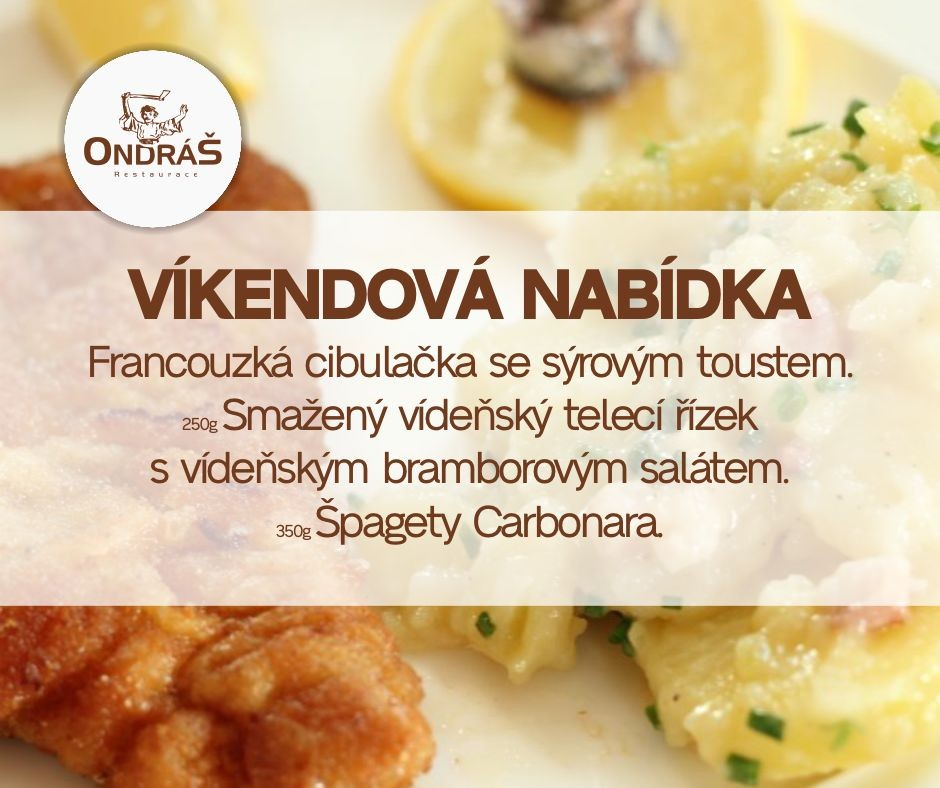 ONDRÁŠ
Restaurace
VÍKENDOVÁ NABÍDKA
Francouzká cibulačka se sýrovým toustem.
250g Smažený vídeňský telecí řízek
s vídeňským bramborovým salátem.
350g Špagety Carbonara.